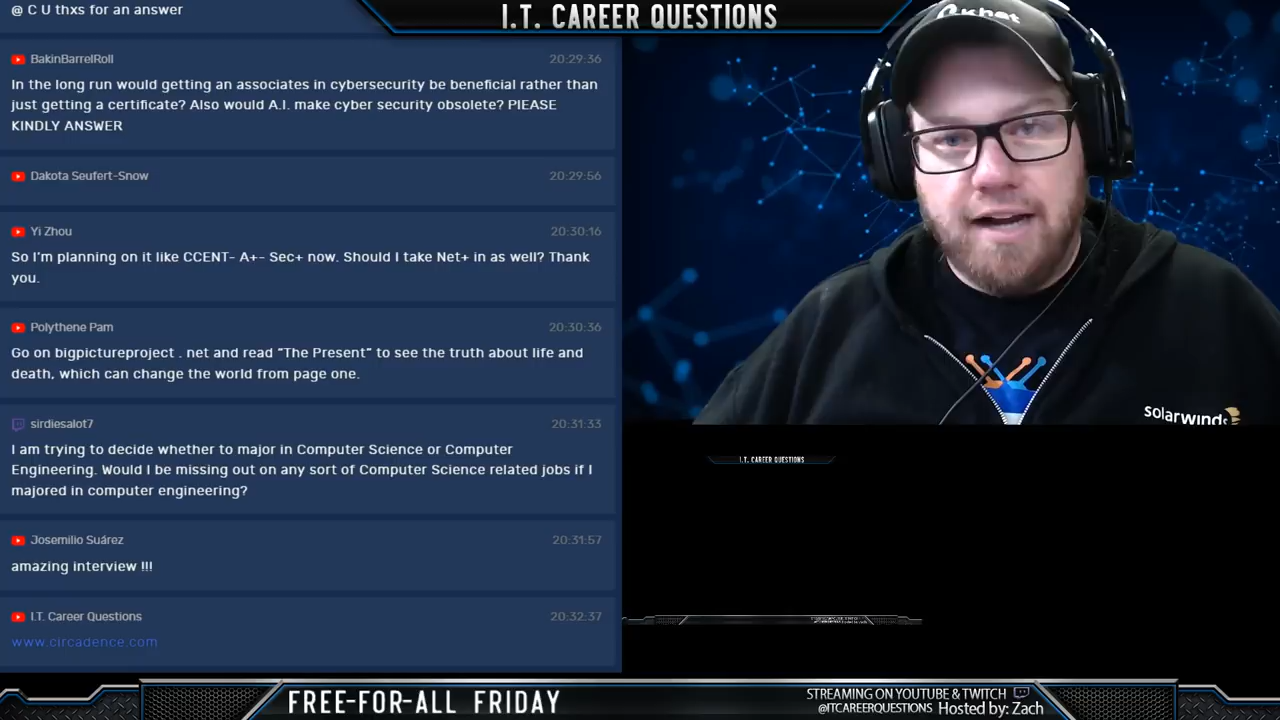 I.T. CAREER QUESTIONS
@ C U thxs for an answer
BakinBarrelRoll 20:29:36
In the long run would getting an associates in cybersecurity be beneficial rather than
just getting a certificate? Also would A.I. make cyber security obsolete? PlEASE
KINDLY ANSWER
Dakota Seufert-Snow 20:29:56
Yi Zhou 20:30:16
So I'm planning on it like CCENT- A+- Sec+ now. Should I take Net+ in as well? Thank
you.
Polythene Pam 20:30:36
Go on bigpictureproject . net and read "The Present" to see the truth about life and
death, which can change the world from page one.
sirdiesalot7 20:31:33
I am trying to decide whether to major in Computer Science or Computer
Engineering. Would I be missing out on any sort of Computer Science related jobs if I
majored in computer engineering?
Josemilio Suárez 20:31:57
amazing interview !!!
I.T. Career Questions 20:32:37
www.circadence.com
solarwinds
I.T. CAREER QUESTIONS
FREE-FOR-ALL FRIDAY
STREAMING ON YOUTUBE & TWITCH
@ITCAREERQUESTIONS Hosted by: Zach